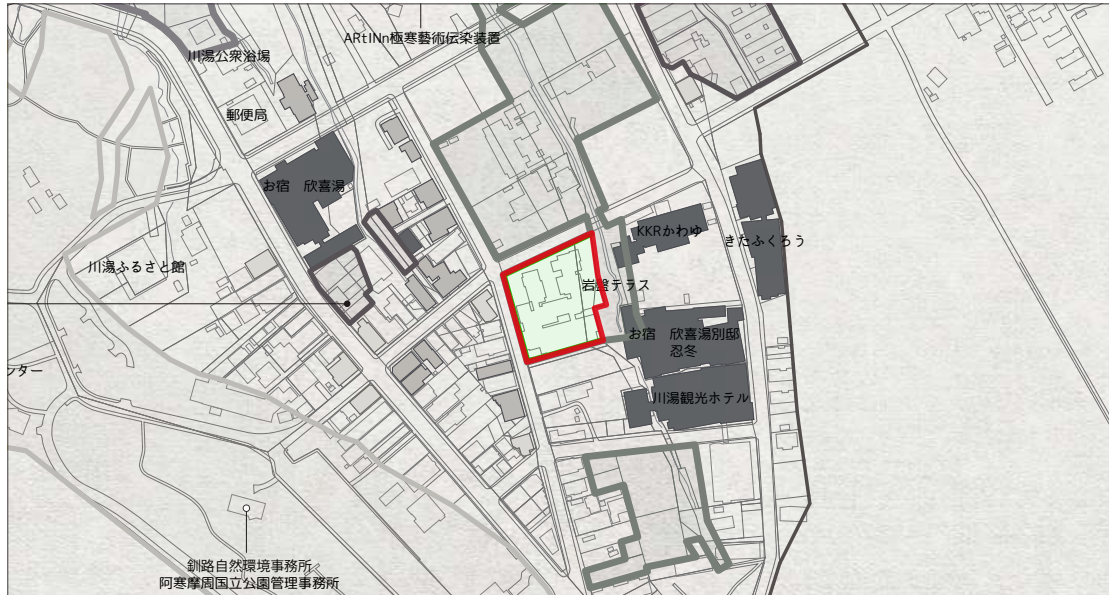 ARtINn極寒藝術伝染装置
川湯公衆浴場
郵便局
お宿　欣喜湯
KKRかわゆ
きたふくろう
川湯ふるさと館
岩盤テラス
お宿　欣喜湯別邸
忍冬
ンター
川湯観光ホテル
釧路自然環境事務所
阿寒摩周国立公園管理事務所